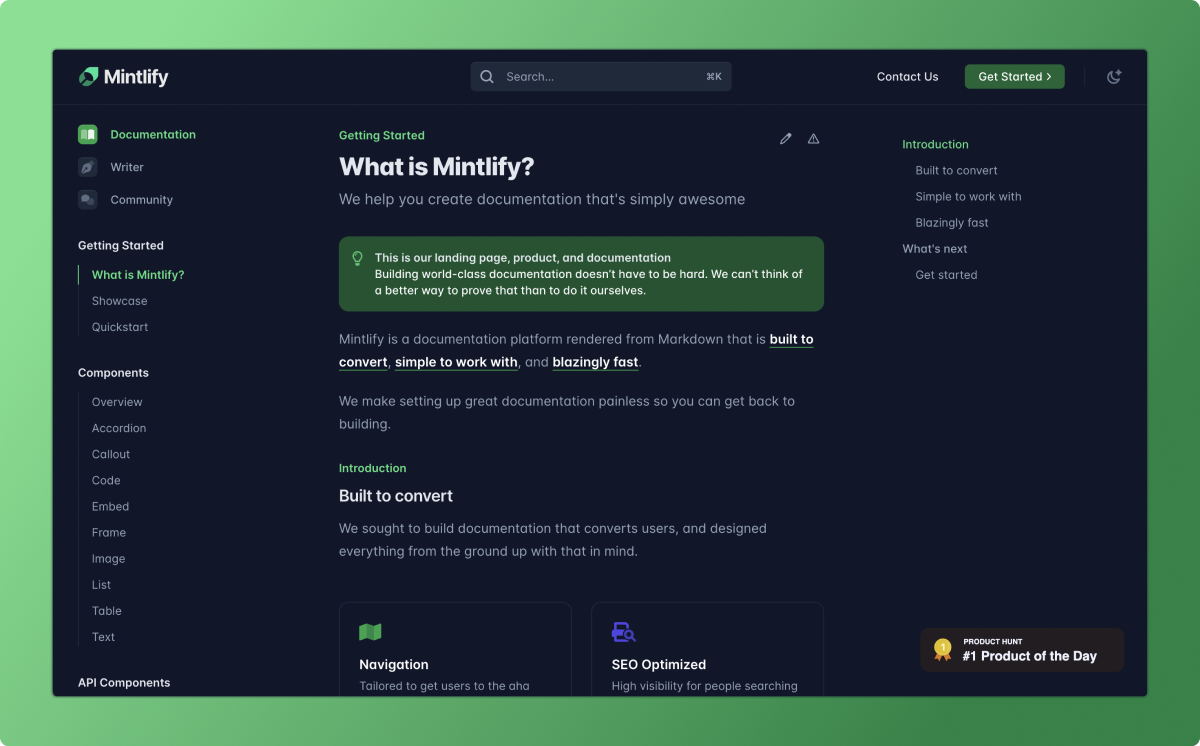 Mintlify
Search...
⌘K
Contact Us
Get Started ›
Documentation
Writer
Community
Getting Started
What is Mintlify?
Showcase
Quickstart
Components
Overview
Accordion
Callout
Code
Embed
Frame
Image
List
Table
Text
API Components
Getting Started
What is Mintlify?
We help you create documentation that's simply awesome
This is our landing page, product, and documentation
Building world-class documentation doesn't have to be hard. We can't think of
a better way to prove that than to do it ourselves.
Mintlify is a documentation platform rendered from Markdown that is built to
convert, simple to work with, and blazingly fast.
We make setting up great documentation painless so you can get back to
building.
Introduction
Built to convert
We sought to build documentation that converts users, and designed
everything from the ground up with that in mind.
Navigation
Tailored to get users to the aha
SEO Optimized
High visibility for people searching
Introduction
Built to convert
Simple to work with
Blazingly fast
What's next
Get started
1
PRODUCT HUNT
#1 Product of the Day